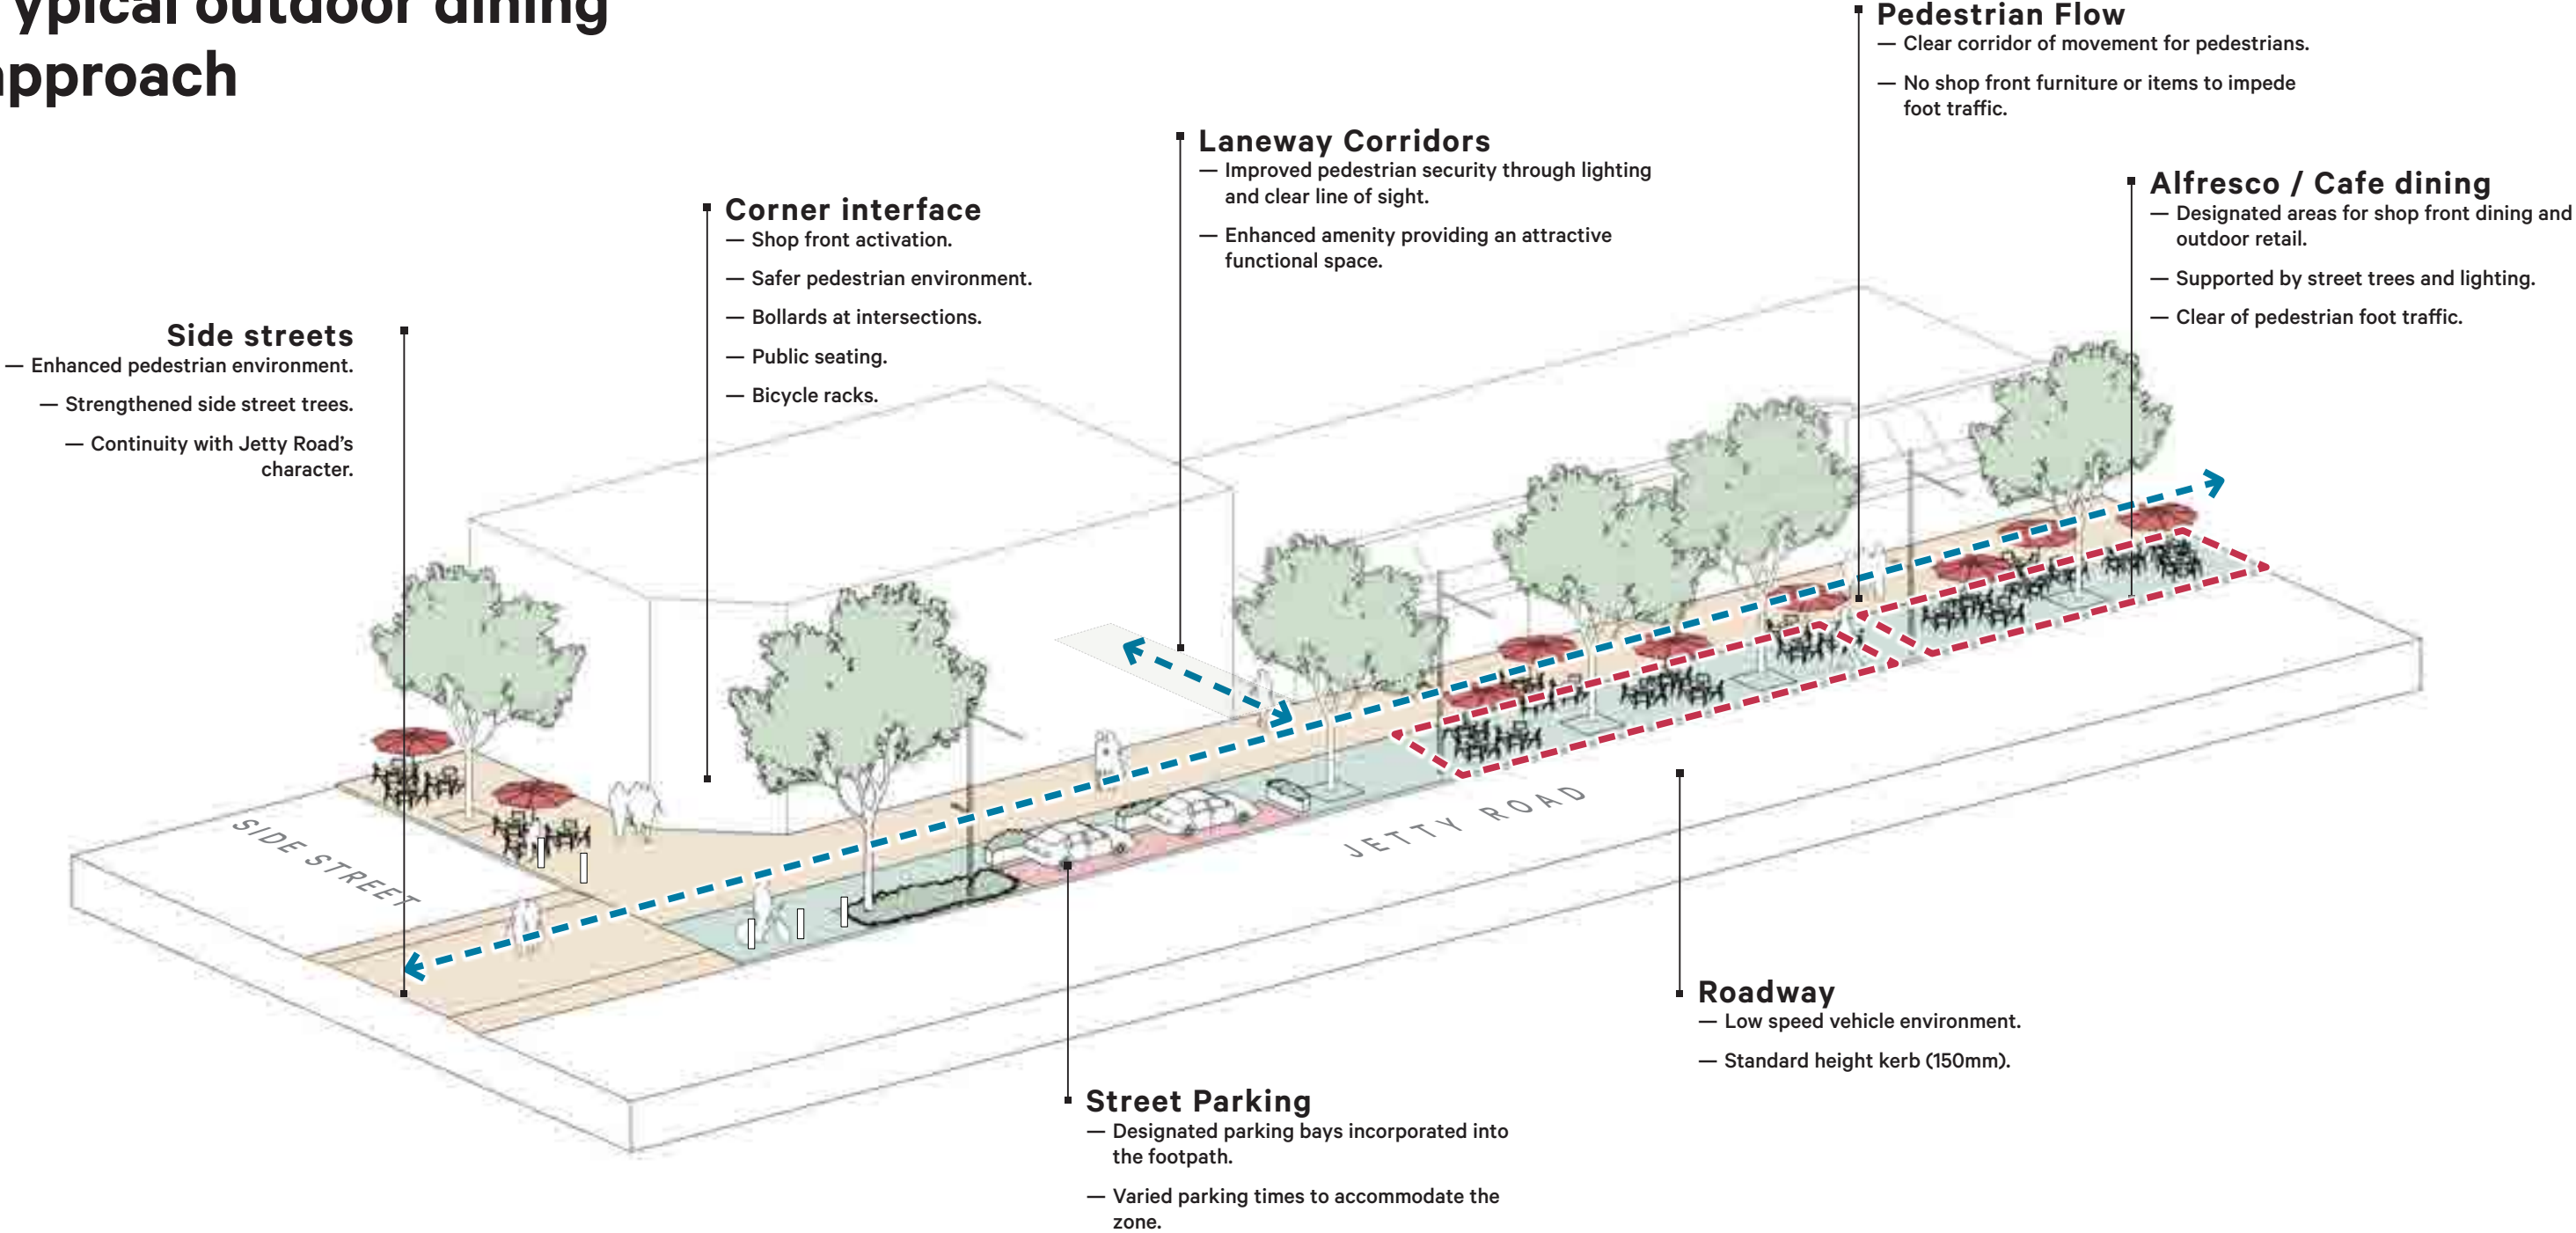 ypical outdoor dining
approach
Pedestrian Flow
— Clear corridor of movement for pedestrians.
— No shop front furniture or items to impede
foot traffic.
Laneway Corridors
— Improved pedestrian security through lighting
and clear line of sight.
— Enhanced amenity providing an attractive
functional space.
Alfresco / Cafe dining
— Designated areas for shop front dining and
outdoor retail.
— Supported by street trees and lighting.
— Clear of pedestrian foot traffic.
Corner interface
— Shop front activation.
— Safer pedestrian environment.
— Bollards at intersections.
— Public seating.
— Bicycle racks.
Side streets
— Enhanced pedestrian environment.
— Strengthened side street trees.
— Continuity with Jetty Road’s
character.
SIDE STREET
JETTY ROAD
Roadway
— Low speed vehicle environment.
— Standard height kerb (150mm).
Street Parking
— Designated parking bays incorporated into
the footpath.
— Varied parking times to accommodate the
zone.